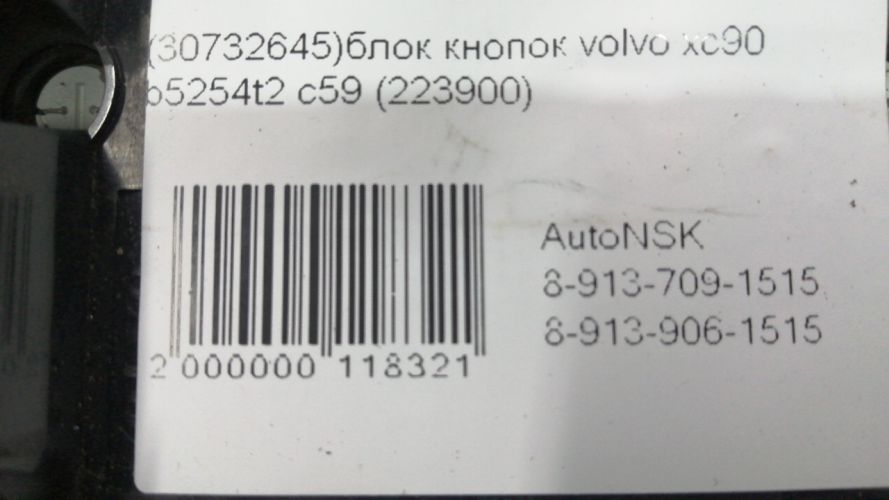 (30732645)блок кнопок volvo xc90
b5254t2 c59 (223900)
AutoNSK
8-913-709-1515
8-913-906-1515
2 000000 118321